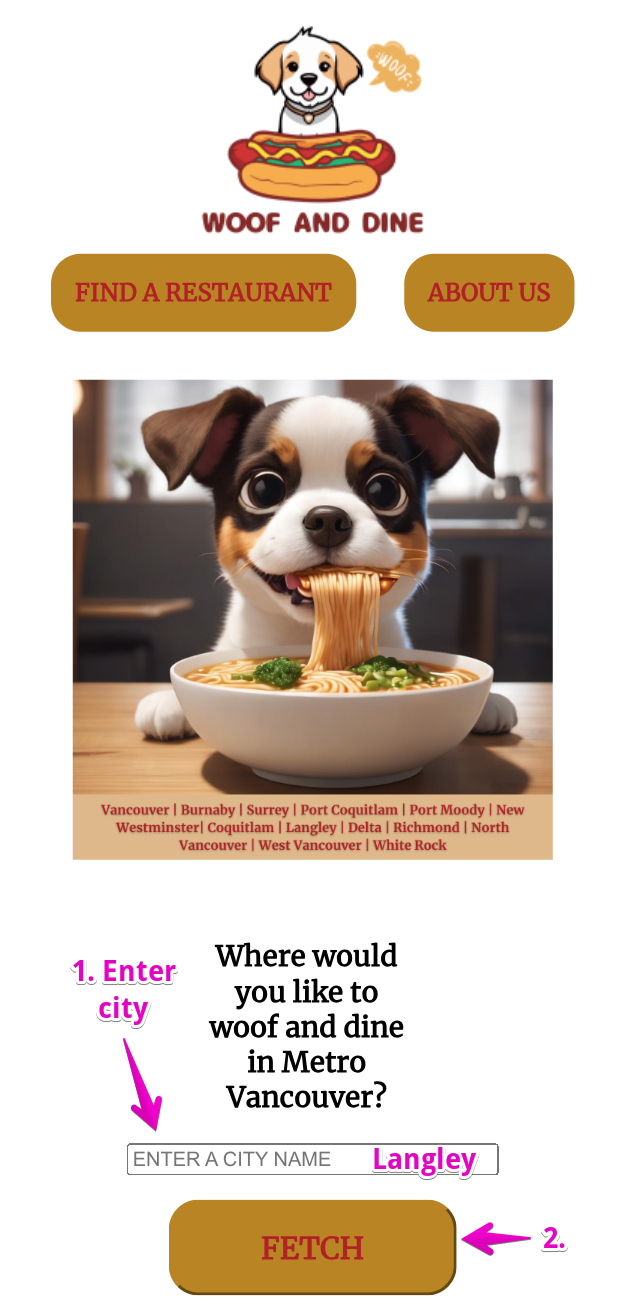 WOOF
WOOF AND DINE
FIND A RESTAURANT
ABOUT US
Vancouver | Burnaby | Surrey | Port Coquitlam | Port Moody | New
Westminster| Coquitlam | Langley | Delta | Richmond | North
Vancouver | West Vancouver | White Rock
Where would
you like to
woof and dine
in Metro
Vancouver?
1. Enter
city
ENTER A CITY NAME Langley
FETCH
2.